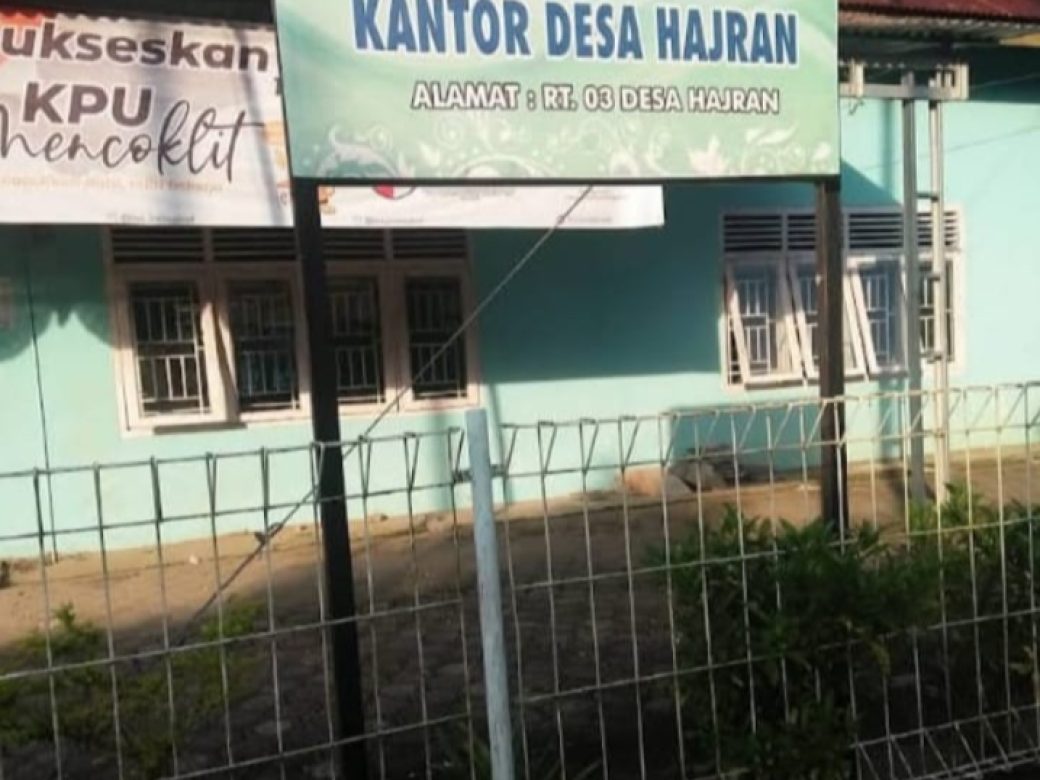 ukseskan
KPU
mencoklit
KANTOR DESA HAJRAN
ALAMAT : RT. 03 DESA HAJRAN